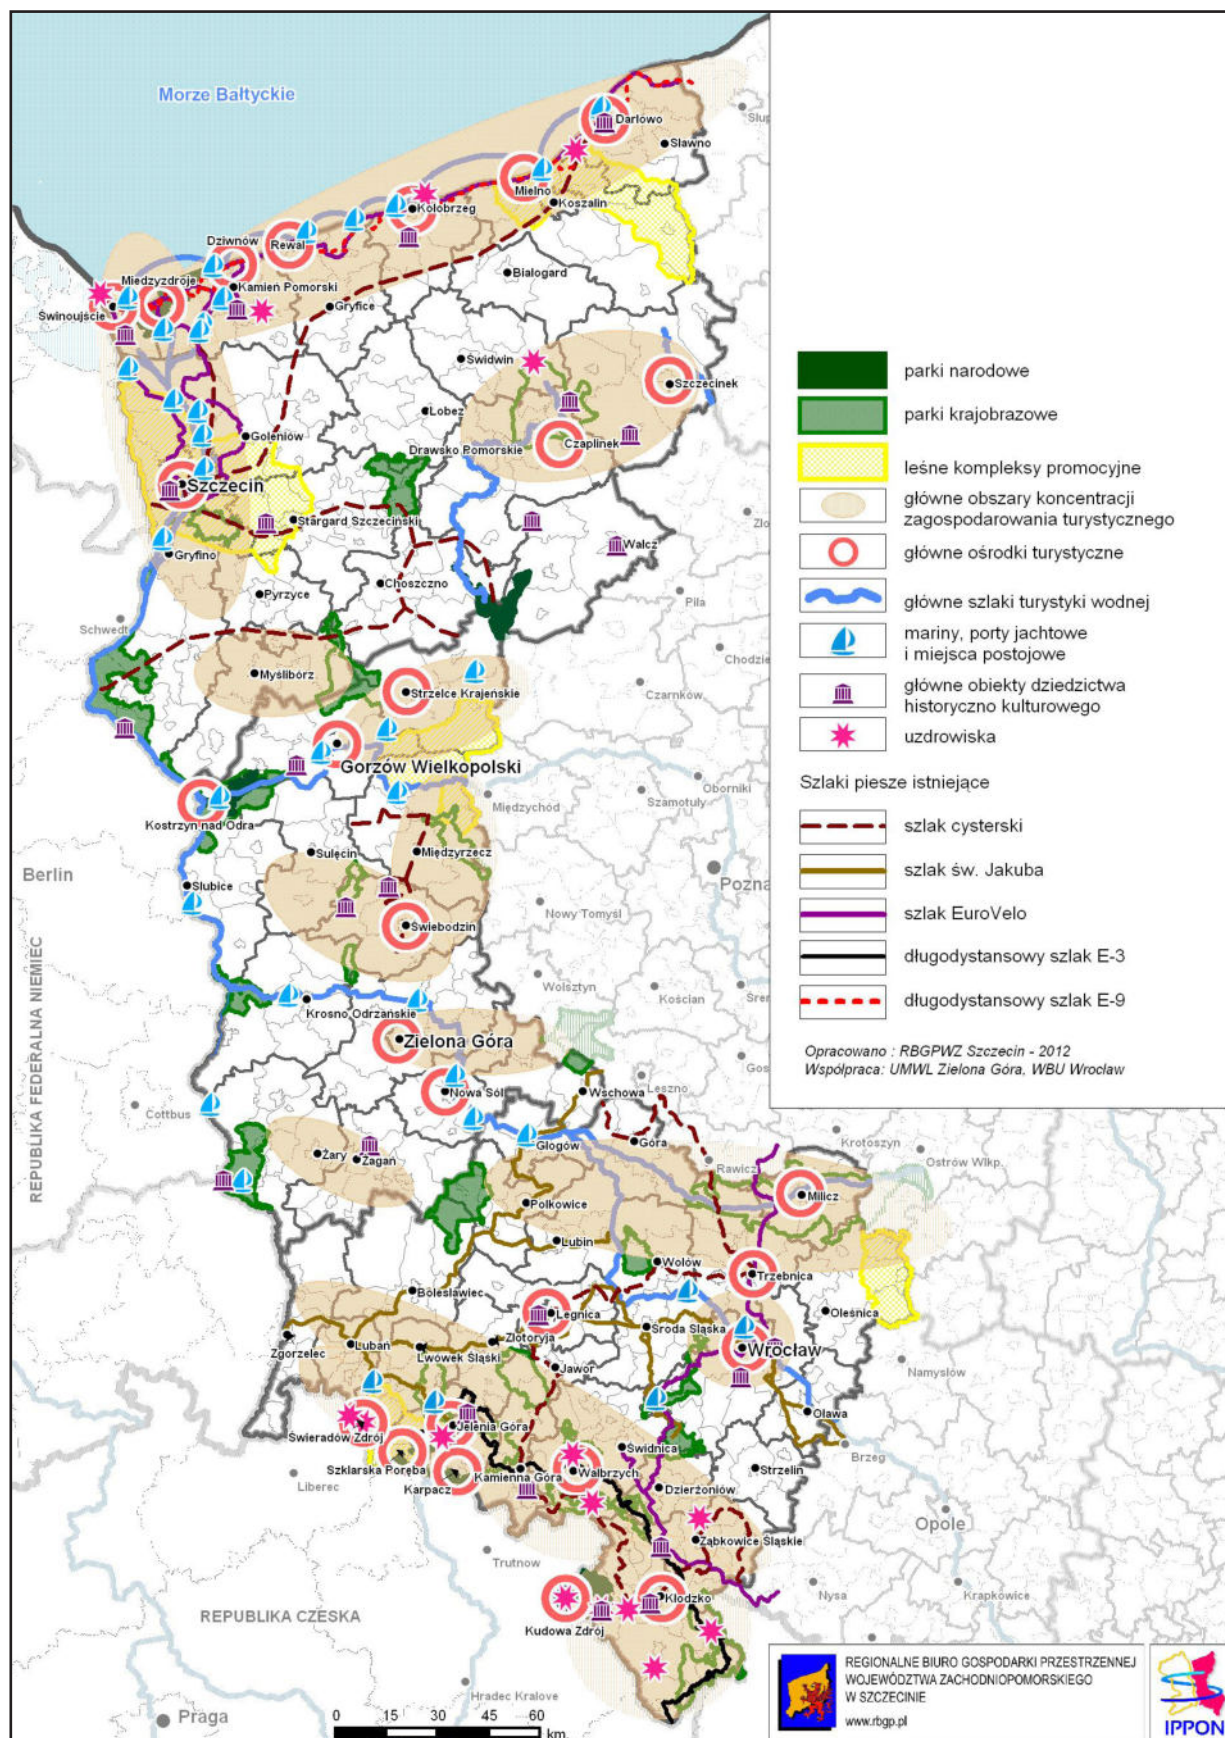 Morze Bałtyckie
Darłowo
Słup
Sławno
Mielno
Koszalin
Kołobrzeg
Dziwnów
Rewal
Białogard
Międzyzdroje
Kamień Pomorski
Świnoujście
Gryfice
Świdwin
Szczecinek
Łobez
Goleniów
Drawsko Pomorskie
Czaplinek
Szczecin
Stargard Szczeciński
Wałcz
Gryfino
Choszczno
Pyrzyce
Piła
Schwedt
Chodzie
Myślibórz
Strzelce Krajeńskie
Czarnków
Gorzów Wielkopolski
Oborniki
Międzychód
Szamotuły
Kostrzyn nad Odrą
Sulęcin
Międzyrzecz
Berlin
Słubice
Pozna
Nowy Tomyśl
Świebodzin
Wolsztyn
Kościan
Śrem
Krosno Odrzańskie
Zielona Góra
Gos
Leszno
Nowa Sól
Wschowa
Cottbus
REPUBLIKA FEDERALNA NIEMIEC
Głogów
Góra
Krotoszyn
Żary
Żagań
Rawicz
Ostrów Wlkp.
Polkowice
Milicz
Lubin
Wołów
Trzebnica
Bolesławiec
Legnica
Oleśnica
Zgorzelec
Lubań
Złotoryja
Środa Śląska
Lwówek Śląski
Wrocław
Jawor
Namysłów
Oława
Świeradów Zdrój
Jelenia Góra
Świdnica
Brzeg
Szklarska Poręba
Kamienna Góra
Wałbrzych
Strzelin
Liberec
Karpacz
Dzierżoniów
Opole
Ząbkowice Śląskie
Trutnow
Nysa
Krapkowice
REPUBLIKA CZESKA
Kłodzko
Kudowa Zdrój
Hradec Kralove
Praga
0 15 30 60
km
parki narodowe
parki krajobrazowe
leśne kompleksy promocyjne
główne obszary koncentracji
zagospodarowania turystycznego
główne ośrodki turystyczne
główne szlaki turystyki wodnej
mariny, porty jachtowe
i miejsca postojowe
główne obiekty dziedzictwa
historyczno kulturowego
uzdrowiska
Szlaki piesze istniejące
szlak cysterski
szlak św. Jakuba
szlak EuroVelo
długodystansowy szlak E-3
długodystansowy szlak E-9
Opracowano : RBGPWZ Szczecin - 2012
Współpraca: UMWL Zielona Góra, WBU Wrocław
REGIONALNE BIURO GOSPODARKI PRZESTRZENNEJ
WOJEWÓDZTWA ZACHODNIOPOMORSKIEGO
W SZCZECINIE
www.rbgp.pl
IPPON